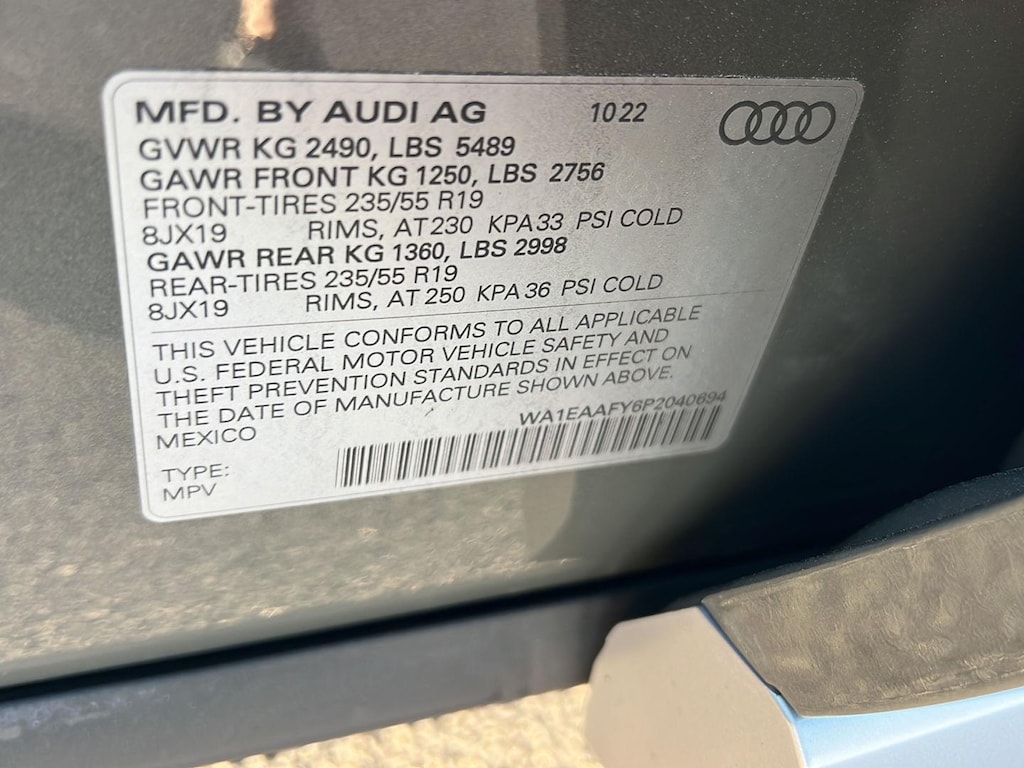 MFD. BY AUDI AG 10 22
GVWR KG 2490, LBS 5489
GAWR FRONT KG 1250, LBS 2756
FRONT-TIRES 235/55 R19
8JX19 RIMS, AT 230 KPA 33 PSI COLD
GAWR REAR KG 1360, LBS 2998
REAR-TIRES 235/55 R19
8JX19 RIMS, AT 250 KPA 36 PSI COLD
THIS VEHICLE CONFORMS TO ALL APPLICABLE
U.S. FEDERAL MOTOR VEHICLE SAFETY AND
THEFT PREVENTION STANDARDS IN EFFECT ON
THE DATE OF MANUFACTURE SHOWN ABOVE.
MEXICO WA1EAAFY6P2040694
TYPE:
MPV